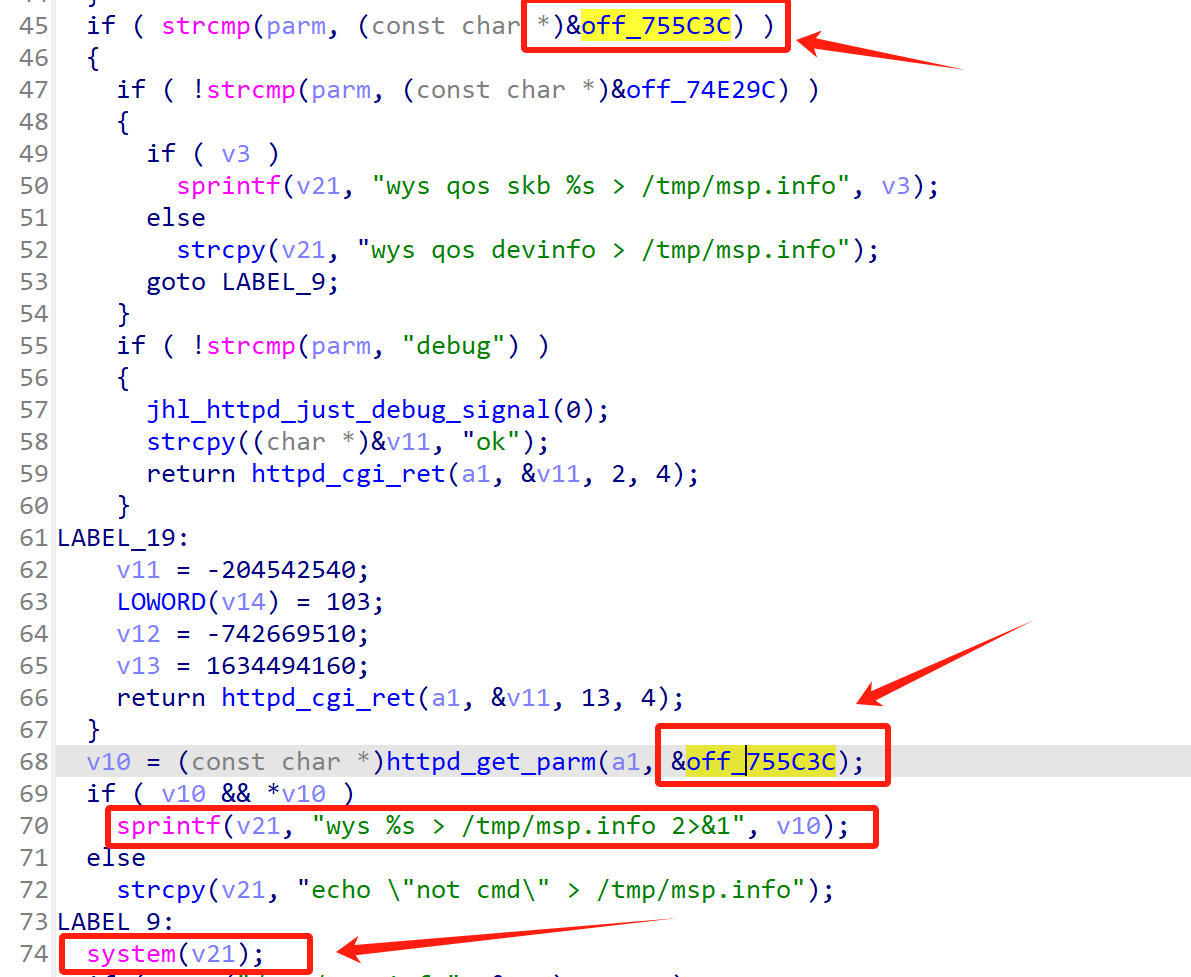 45 if ( strcmp(parm, (const char *)&off_755C3C) )
46 {
47 if ( !strcmp(parm, (const char *)&off_74E29C) )
48 {
49 if ( v3 )
50 sprintf(v21, "wys qos skb %s > /tmp/msp.info", v3);
51 else
52 strcpy(v21, "wys qos devinfo > /tmp/msp.info");
53 goto LABEL_9;
54 }
55 if ( !strcmp(parm, "debug") )
56 {
57 jhl_httpd_just_debug_signal(0);
58 strcpy((char *)&v11, "ok");
59 return httpd_cgi_ret(a1, &v11, 2, 4);
60 }
61 LABEL_19:
62 v11 = -204542540;
63 LOWORD(v14) = 103;
64 v12 = -742669510;
65 v13 = 1634494160;
66 return httpd_cgi_ret(a1, &v11, 13, 4);
67 }
68 v10 = (const char *)httpd_get_parm(a1, &off_755C3C);
69 if ( v10 && *v10 )
70 sprintf(v21, "wys %s > /tmp/msp.info 2>&1", v10);
71 else
72 strcpy(v21, "echo \"not cmd\" > /tmp/msp.info");
73 LABEL_9:
74 system(v21);